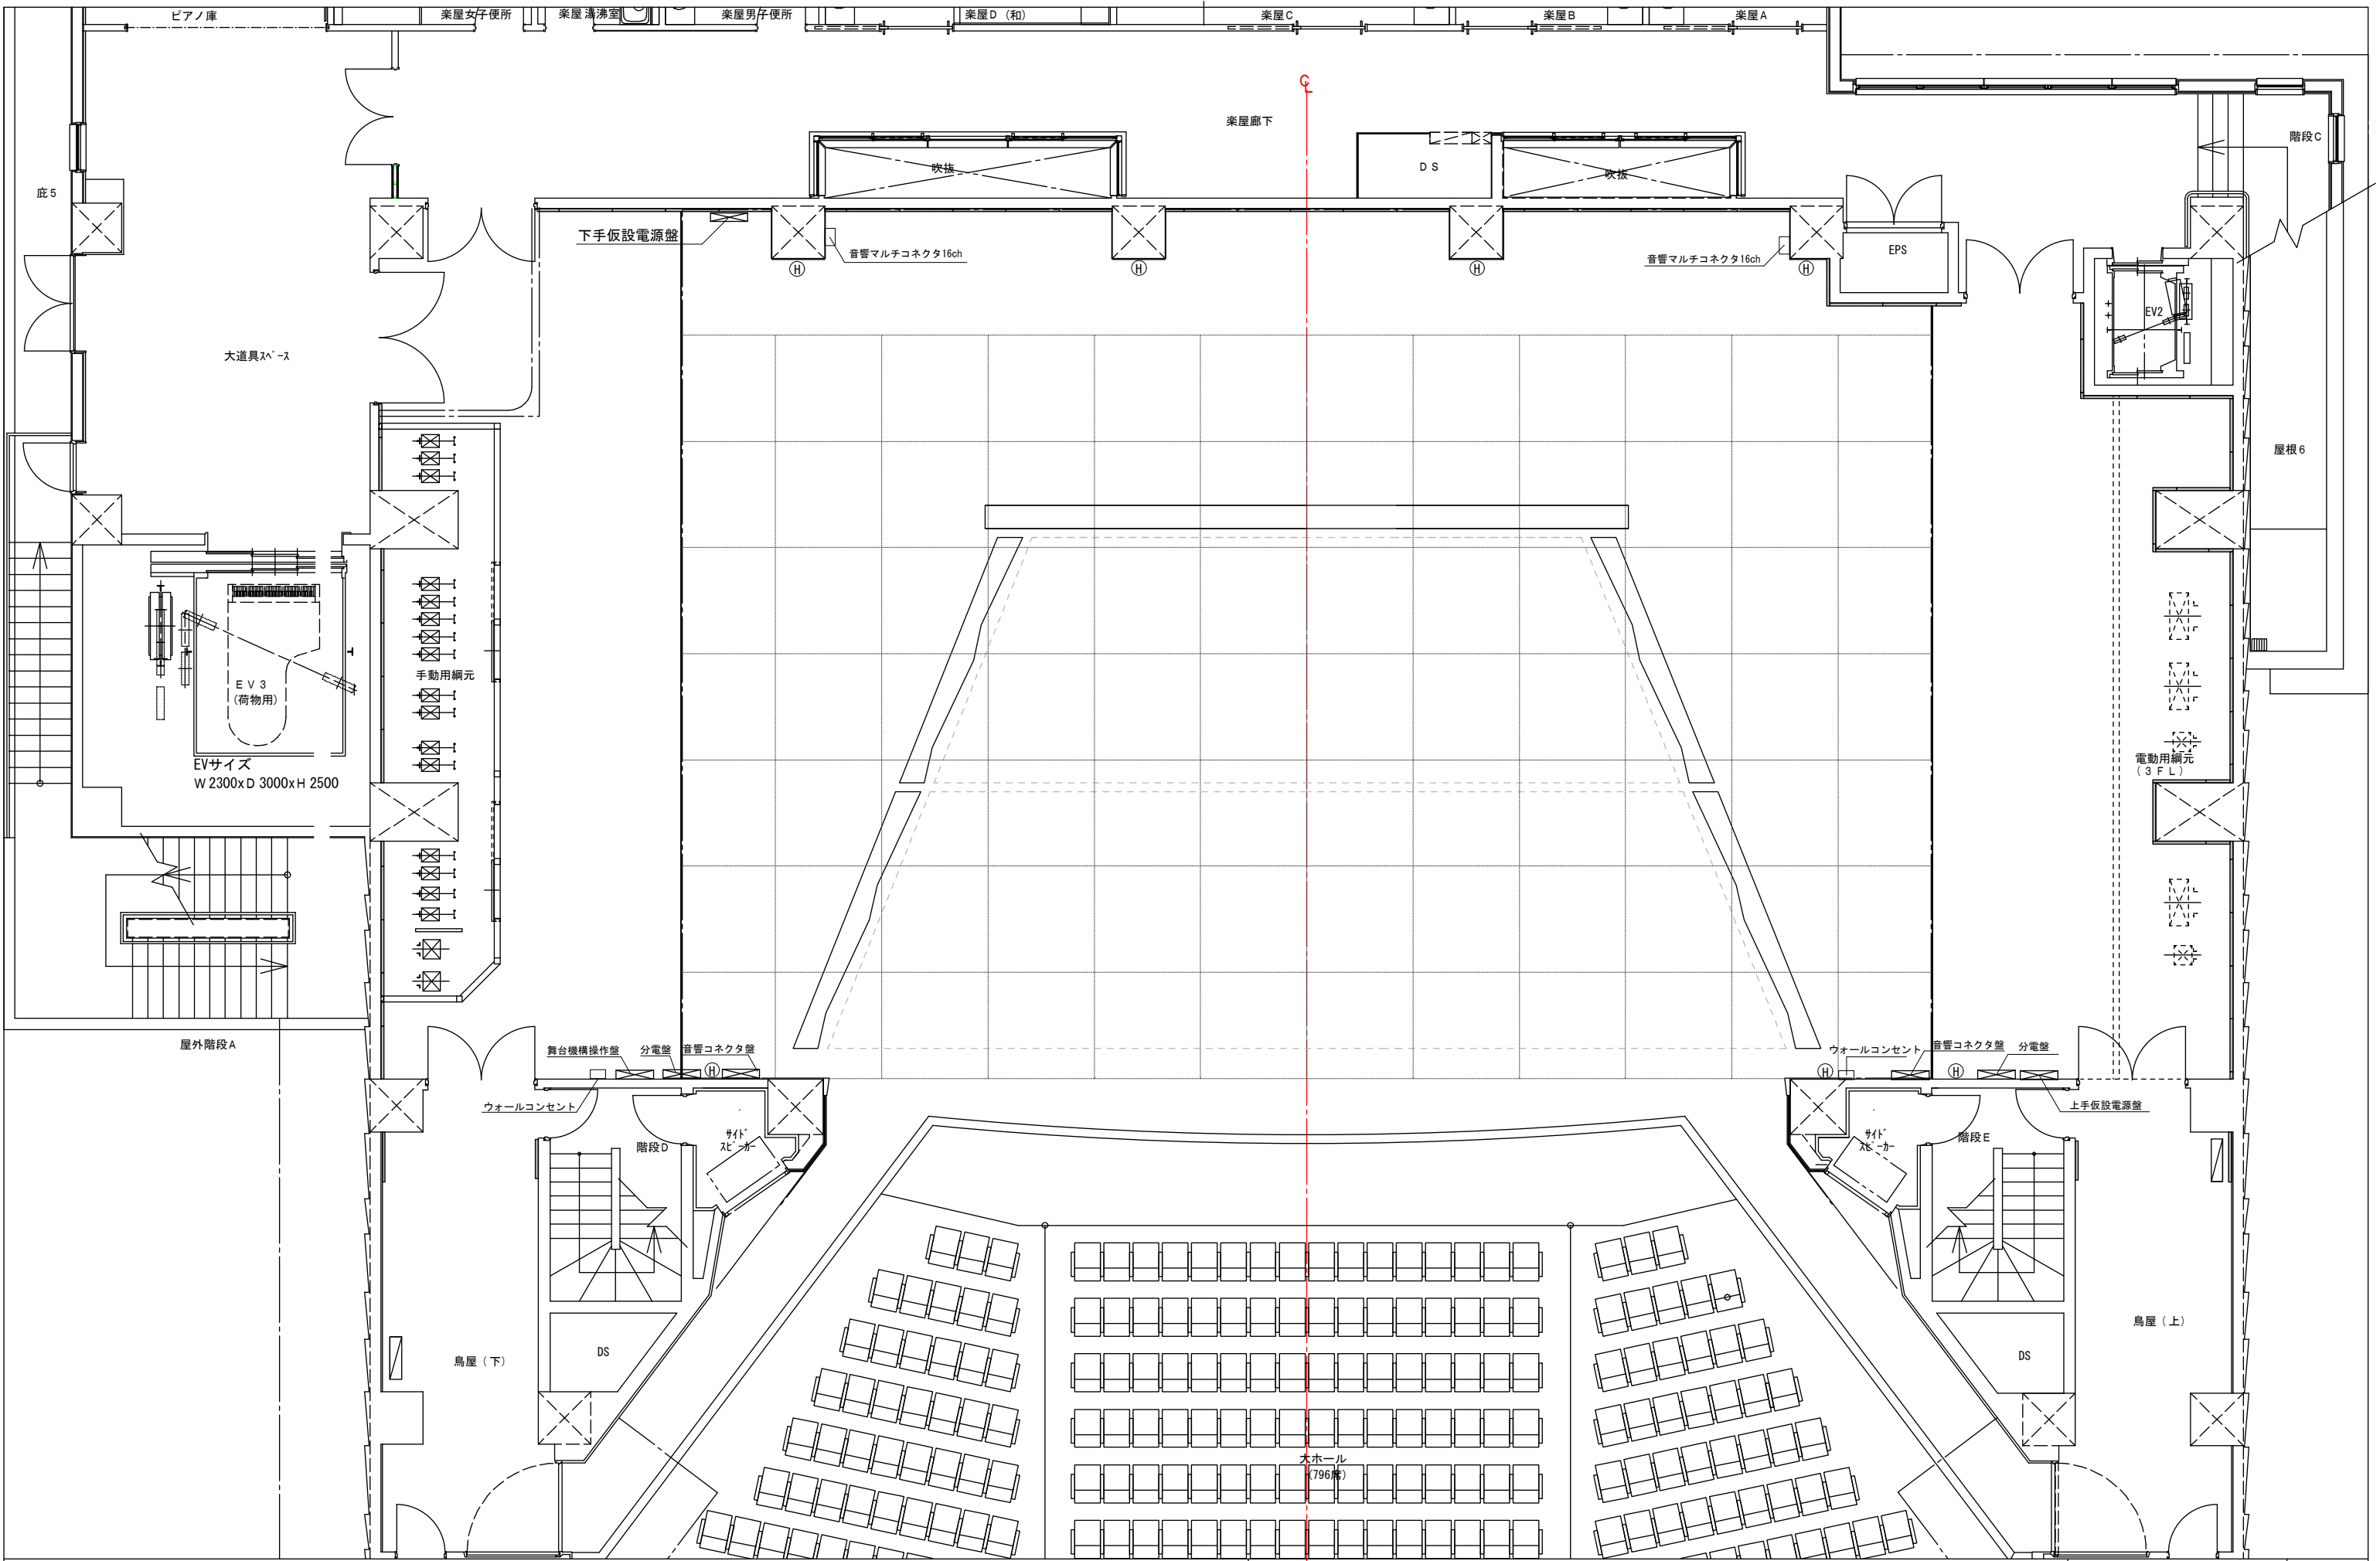 ピアノ庫
楽屋女子便所
楽屋湯沸室
楽屋男子便所
楽屋D（和）
楽屋C
楽屋B
楽屋A
CL
楽屋廊下
階段C
吹抜
DS
吹抜
庇5
下手仮設電源盤
音響マルチコネクタ16ch
音響マルチコネクタ16ch
EPS
H
H
H
H
EV2
大道具ｽﾍﾟｰｽ
屋根6
手動用綱元
EV3
(荷物用)
EVサイズ
W 2300xD 3000xH 2500
電動用綱元
(3FL)
屋外階段A
舞台機構操作盤
分電盤
音響コネクタ盤
H
ウォールコンセント
ウォールコンセント
音響コネクタ盤
分電盤
H
H
上手仮設電源盤
階段D
ｻｲﾄﾞ
ｽﾋﾟｰｶｰ
ｻｲﾄﾞ
ｽﾋﾟｰｶｰ
階段E
鳥屋（下）
DS
DS
鳥屋（上）
大ホール
(796席)